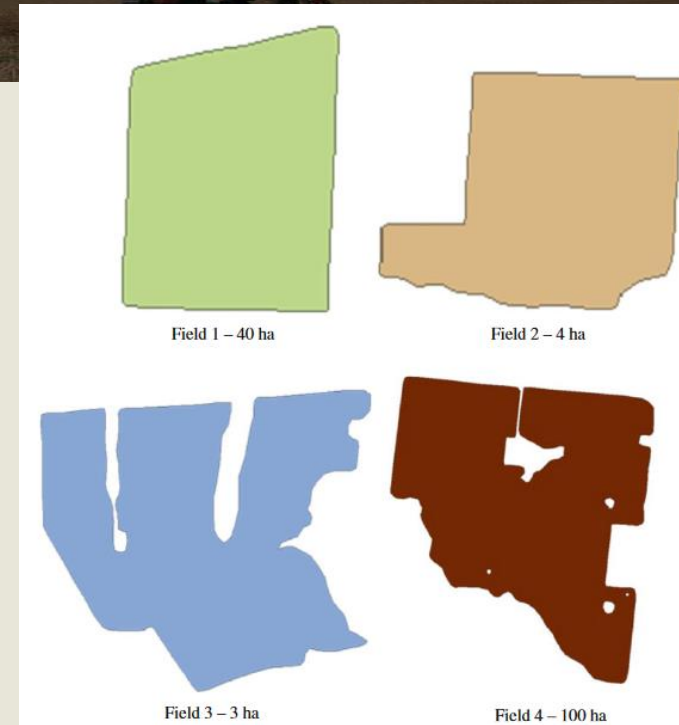 Field 1 – 40 ha
Field 2 – 4 ha
Field 3 – 3 ha
Field 4 – 100 ha